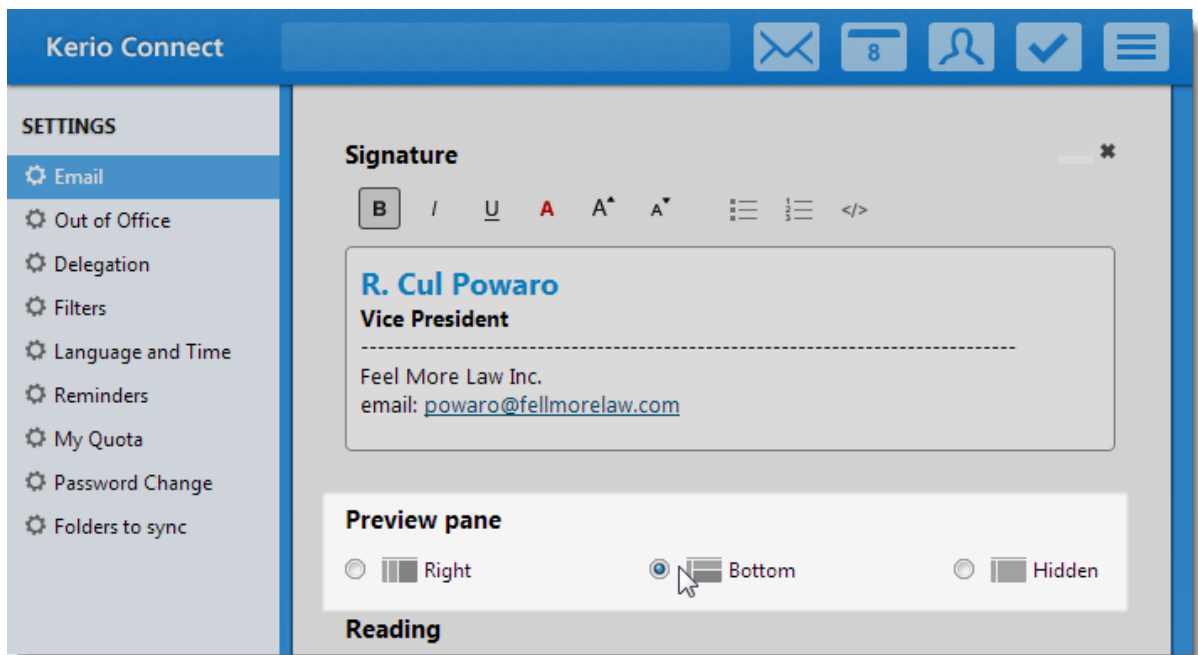 Kerio Connect
8
SETTINGS
Email
Out of Office
Delegation
Filters
Language and Time
Reminders
My Quota
Password Change
Folders to sync
Signature
B I U A A A </>
R. Cul Powaro
Vice President
------------------------------------------------------------------------------
Feel More Law Inc.
email: powaro@fellmorelaw.com
Preview pane
Right Bottom Hidden
Reading